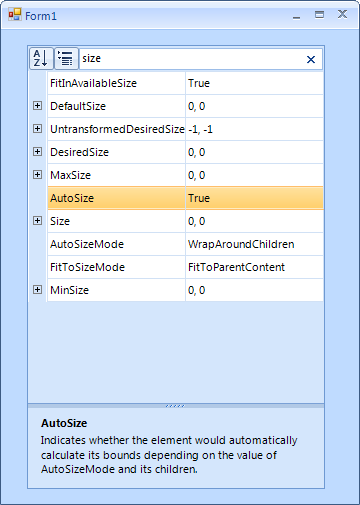 Form1
A Z size
FitInAvailableSize True
DefaultSize 0, 0
UntransformedDesiredSize -1, -1
DesiredSize 0, 0
MaxSize 0, 0
AutoSize True
Size 0, 0
AutoSizeMode WrapAroundChildren
FitToSizeMode FitToParentContent
MinSize 0, 0
AutoSize
Indicates whether the element would automatically
calculate its bounds depending on the value of
AutoSizeMode and its children.